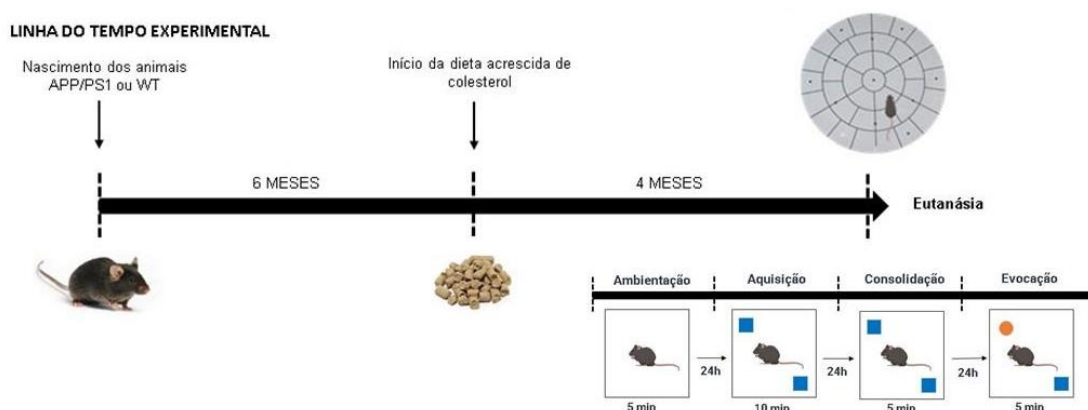 LINHA DO TEMPO EXPERIMENTAL
Nascimento dos animais
APP/PS1 ou WT
Início da dieta acrescida de
colesterol
6 MESES
4 MESES
Eutanásia
Ambientação
Aquisição
Consolidação
Evocação
24h
24h
24h
5 min
10 min
5 min
5 min